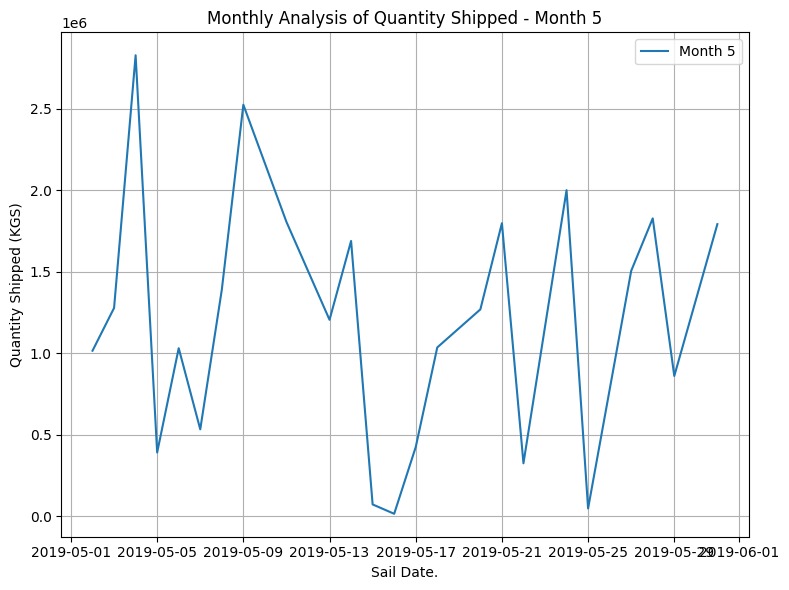 Monthly Analysis of Quantity Shipped - Month 5
1e6
Month 5
2.5
2.0
1.5
1.0
0.5
0.0
Quantity Shipped (KGS)
2019-05-01 2019-05-05 2019-05-09 2019-05-13 2019-05-17 2019-05-21 2019-05-25 2019-05-29 2019-06-01
Sail Date.